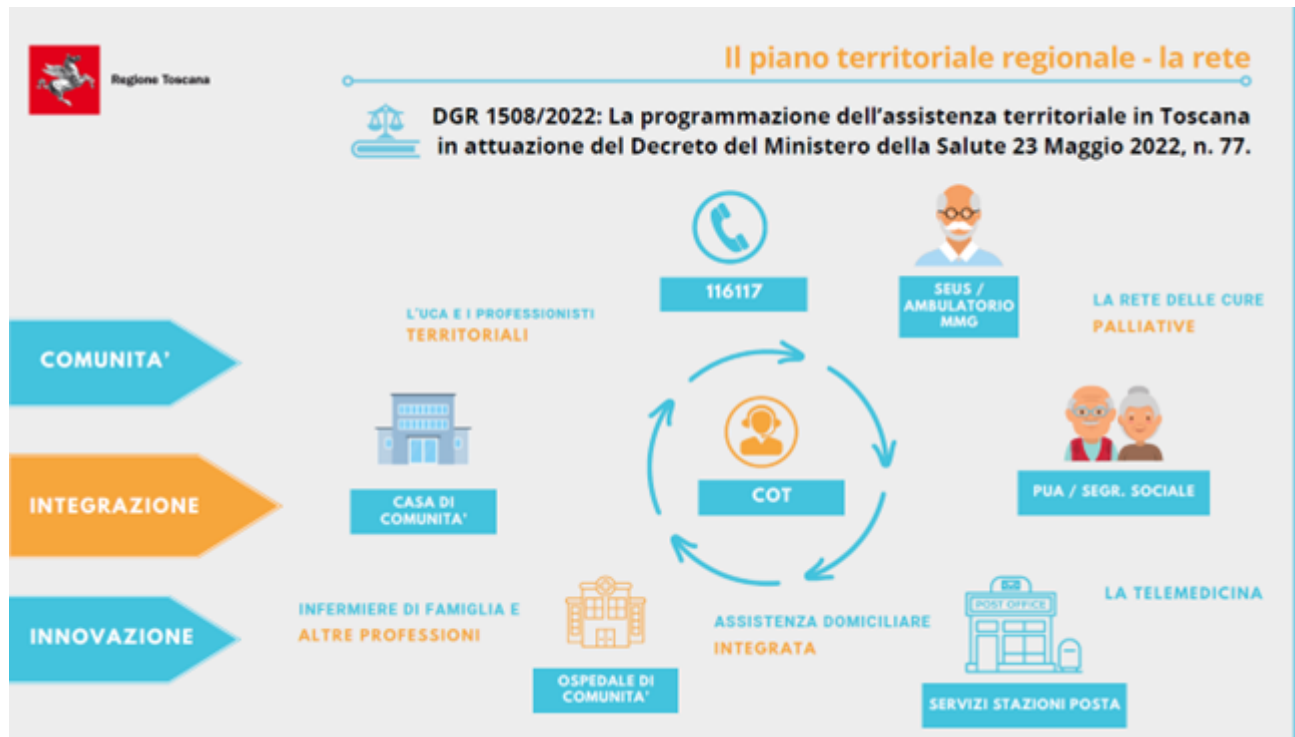 Regione Toscana
Il piano territoriale regionale - la rete
DGR 1508/2022: La programmazione dell'assistenza territoriale in Toscana
in attuazione del Decreto del Ministero della Salute 23 Maggio 2022, n. 77.
116117
SEUS /
AMBULATORIO
MMG
L'UCA E I PROFESSIONISTI
TERRITORIALI
LA RETE DELLE CURE
PALLIATIVE
COMUNITA'
INTEGRAZIONE
INNOVAZIONE
CASA DI
COMUNITA'
COT
PUA / SEGR. SOCIALE
INFERMIERE DI FAMIGLIA E
ALTRE PROFESSIONI
OSPEDALE DI
COMUNITA'
ASSISTENZA DOMICILIARE
INTEGRATA
POST OFFICE
LA TELEMEDICINA
SERVIZI STAZIONI POSTA